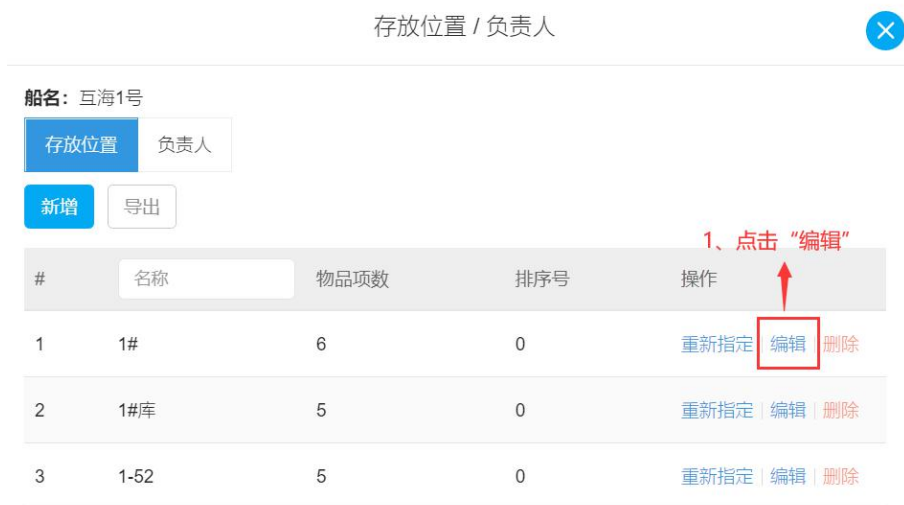 存放位置 / 负责人
船名：互海1号
存放位置 负责人
新增 导出
1、点击“编辑”
# 名称 物品项数 排序号 操作
1 1# 6 0 重新指定 | 编辑 | 删除
2 1#库 5 0 重新指定 | 编辑 | 删除
3 1-52 5 0 重新指定 | 编辑 | 删除